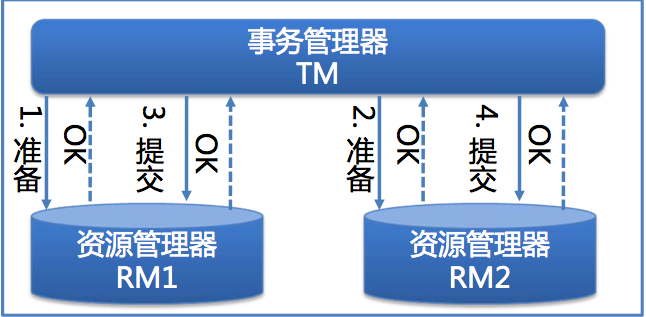 事务管理器
TM
1. 准备
OK
3. 提交
OK
2. 准备
OK
4. 提交
OK
资源管理器
RM1
资源管理器
RM2